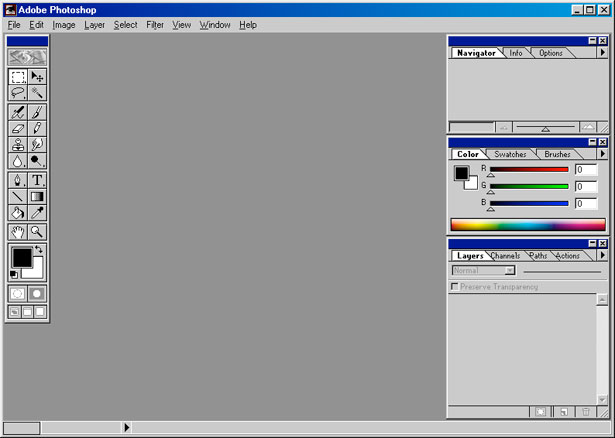 Adobe Photoshop
File Edit Image Layer Select Filter View Window Help
Navigator Info Options
Color Swatches Brushes
R 0
G 0
B 0
Layers Channels Paths Actions
Normal
Preserve Transparency
T